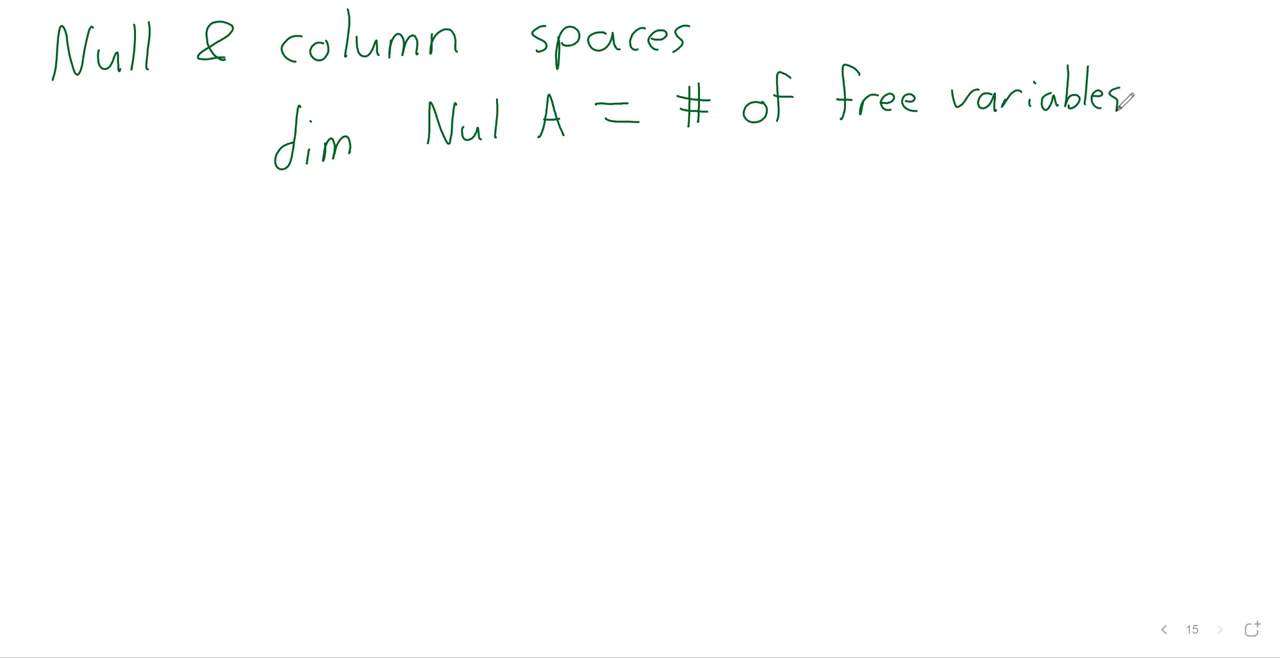 Null & column spaces
dim Nul A = # of free variables
15